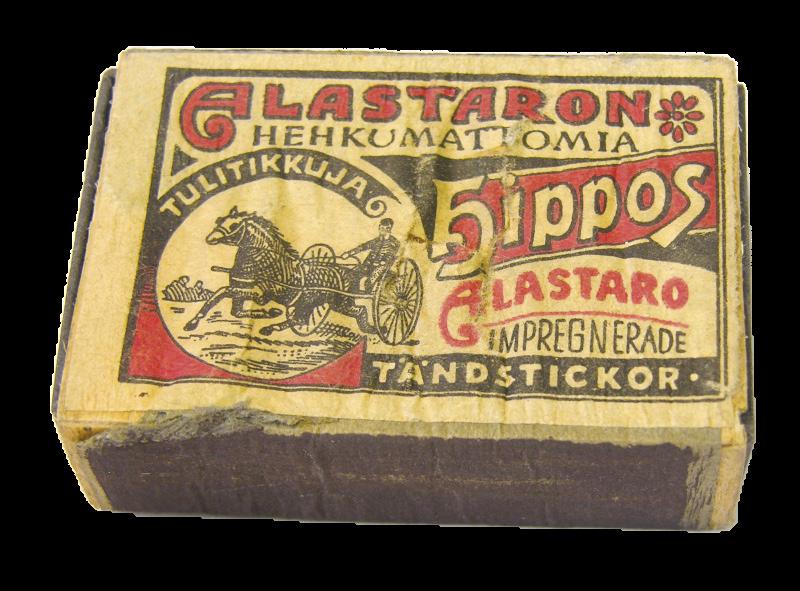 ALASTARON
HEHKUMATTOMIA
TULITIKKUJA
Sippos
ALASTARO
IMPREGNERADE
TÄNDSTICKOR.